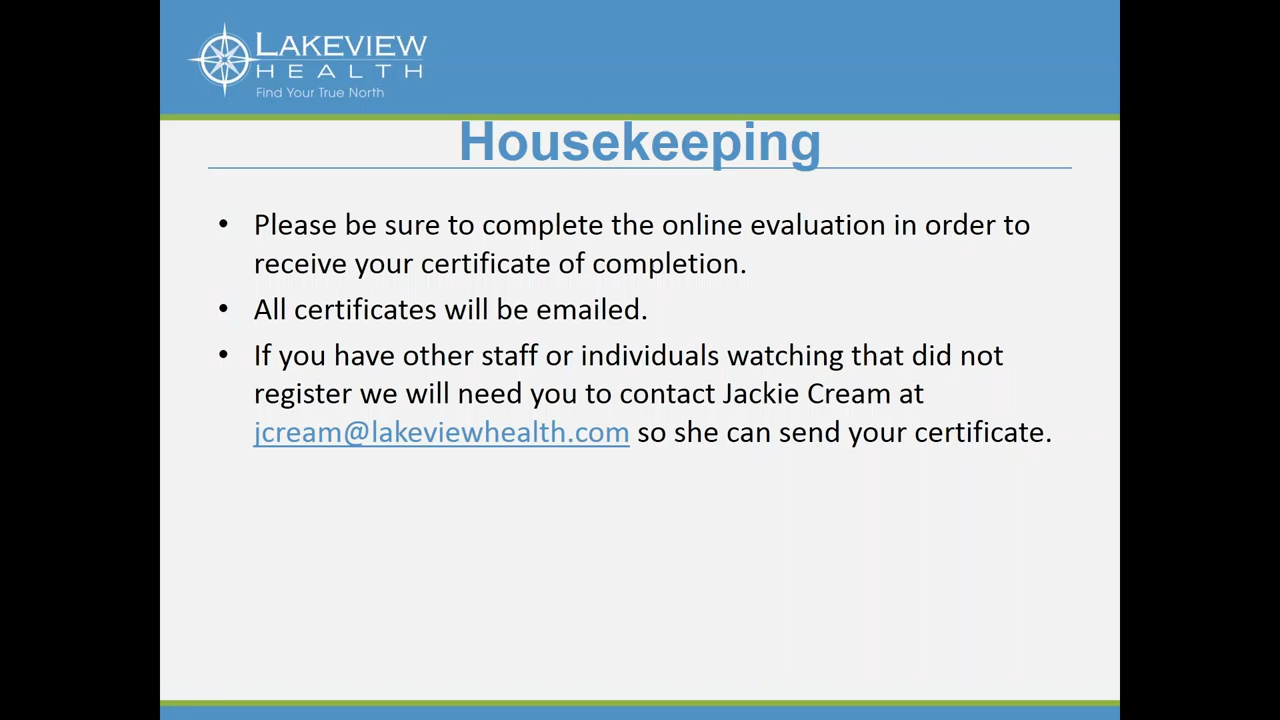 LAKEVIEW
HEALTH
Find Your True North
Housekeeping
• Please be sure to complete the online evaluation in order to
receive your certificate of completion.
• All certificates will be emailed.
• If you have other staff or individuals watching that did not
register we will need you to contact Jackie Cream at
jcream@lakeviewhealth.com so she can send your certificate.